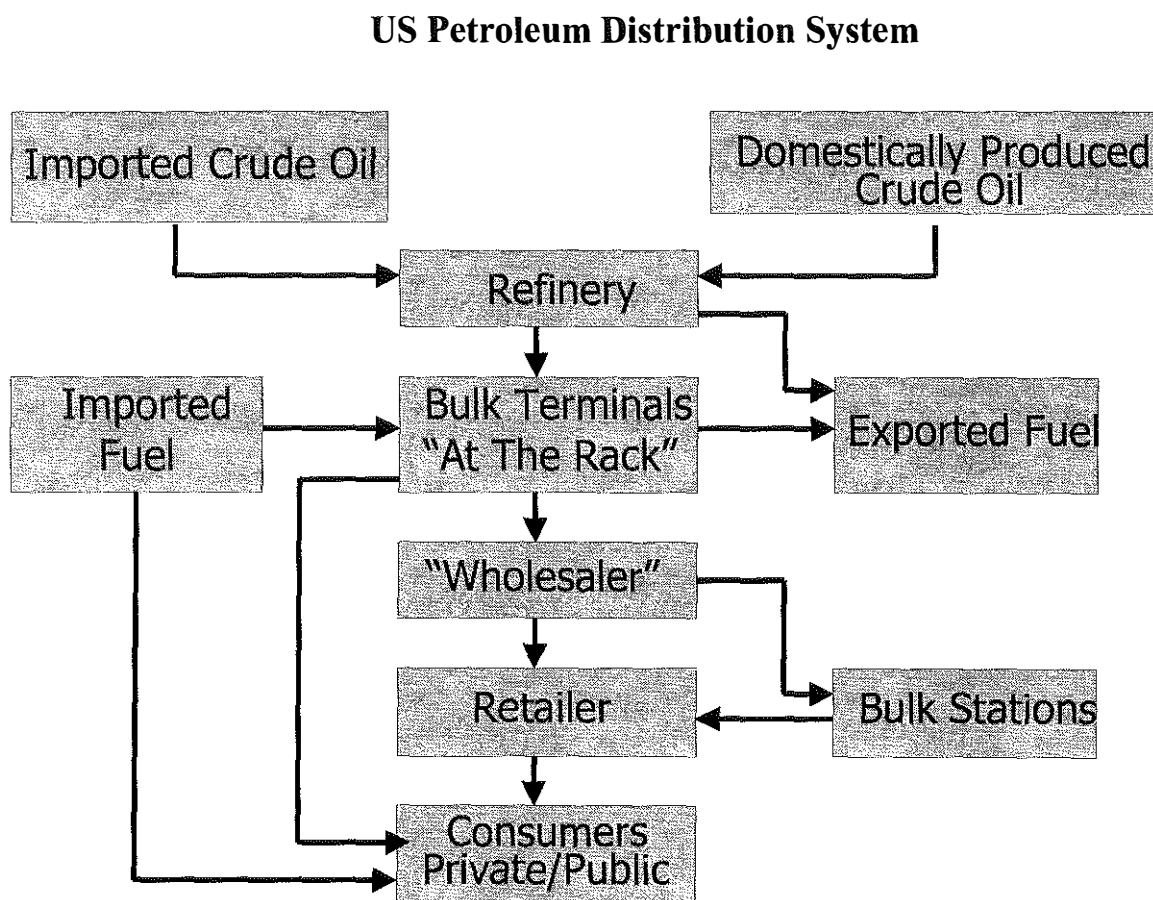 US Petroleum Distribution System
Imported Crude Oil
Domestically Produced
Crude Oil
Refinery
Imported
Fuel
Bulk Terminals
“At The Rack”
Exported Fuel
“Wholesaler”
Retailer
Bulk Stations
Consumers
Private/Public